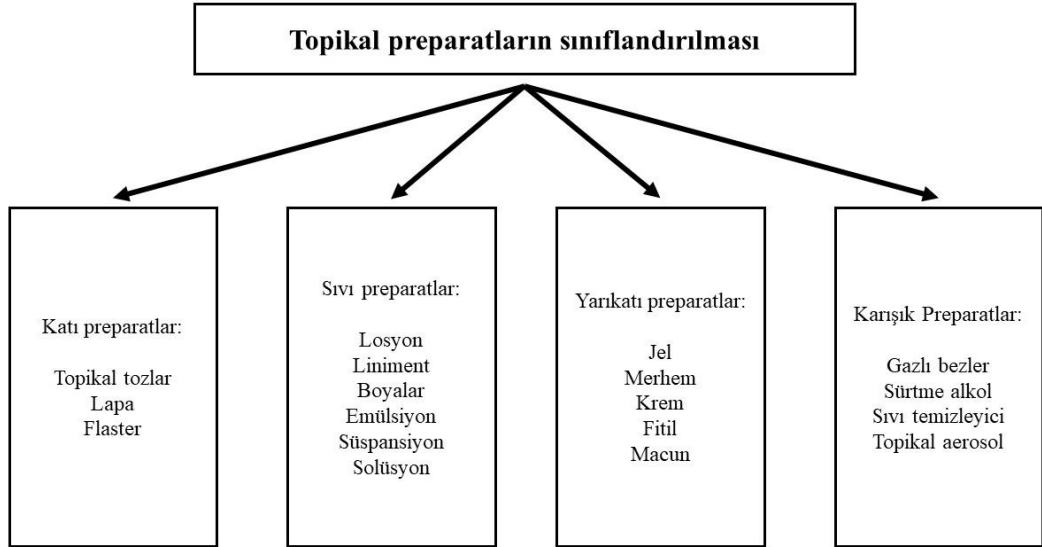 Topikal preparatların sınıflandırılması
Katı preparatlar:
Topikal tozlar
Lapa
Flaster
Sıvı preparatlar:
Losyon
Liniment
Boyalar
Emülsiyon
Süspansiyon
Solüsyon
Yarıkatı preparatlar:
Jel
Merhem
Krem
Fitil
Macun
Karışık Preparatlar:
Gazlı bezler
Sürtme alkol
Sıvı temizleyici
Topikal aerosol